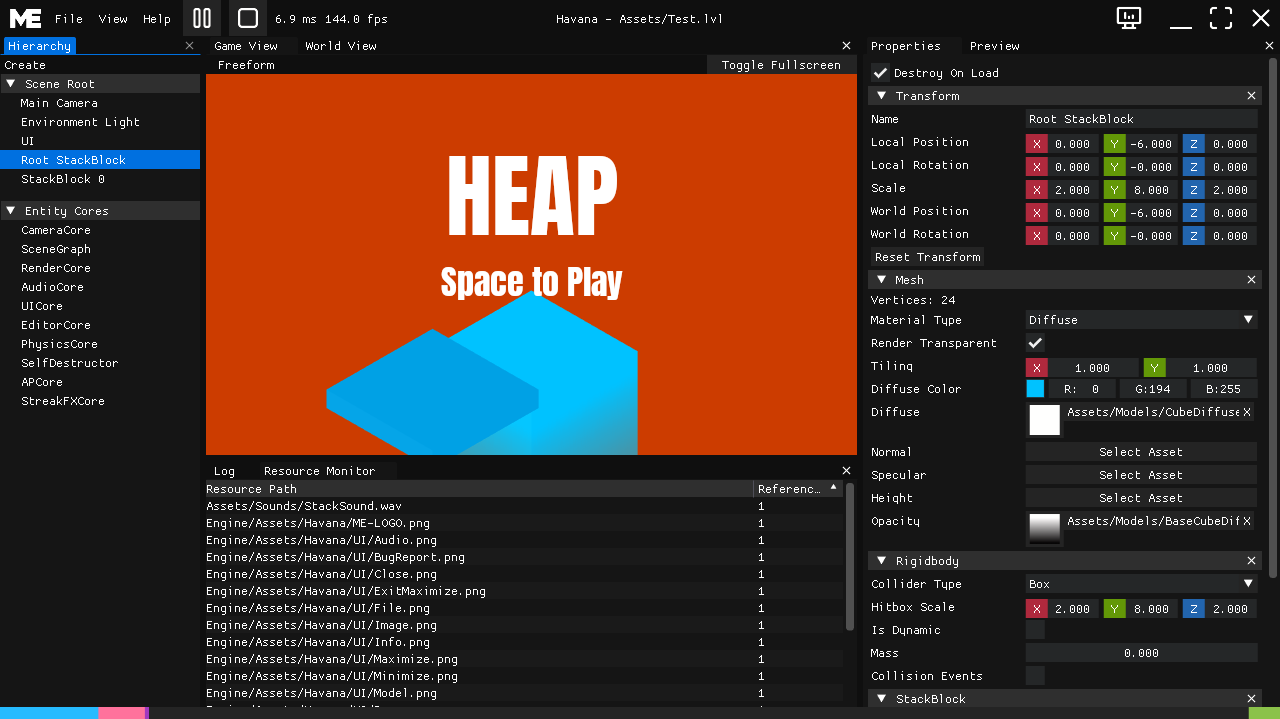 ME File View Help 6.9 ms 144.0 fps Havana - Assets/Test.lvl
Hierarchy
Create
Scene Root
Main Camera
Environment Light
UI
Root StackBlock
StackBlock 0
Entity Cores
CameraCore
SceneGraph
RenderCore
AudioCore
UICore
EditorCore
PhysicsCore
SelfDestructor
APCore
StreakFXCore
Game View World View
Freeform Toggle Fullscreen
HEAP
Space to Play
Log Resource Monitor
Resource Path Referenc…
Assets/Sounds/StackSound.wav 1
Engine/Assets/Havana/ME-LOGO.png 1
Engine/Assets/Havana/UI/Audio.png 1
Engine/Assets/Havana/UI/BugReport.png 1
Engine/Assets/Havana/UI/Close.png 1
Engine/Assets/Havana/UI/ExitMaximize.png 1
Engine/Assets/Havana/UI/File.png 1
Engine/Assets/Havana/UI/Image.png 1
Engine/Assets/Havana/UI/Info.png 1
Engine/Assets/Havana/UI/Maximize.png 1
Engine/Assets/Havana/UI/Minimize.png 1
Engine/Assets/Havana/UI/Model.png 1
Properties Preview
Destroy On Load
Transform
Name Root StackBlock
Local Position X 0.000 Y -6.000 Z 0.000
Local Rotation X 0.000 Y -0.000 Z 0.000
Scale X 2.000 Y 8.000 Z 2.000
World Position X 0.000 Y -6.000 Z 0.000
World Rotation X 0.000 Y -0.000 Z 0.000
Reset Transform
Mesh
Vertices: 24
Material Type Diffuse
Render Transparent
Tiling X 1.000 Y 1.000
Diffuse Color R: 0 G:194 B:255
Diffuse Assets/Models/CubeDiffuse X
Normal Select Asset
Specular Select Asset
Height Select Asset
Opacity Assets/Models/BaseCubeDif X
Rigidbody
Collider Type Box
Hitbox Scale X 2.000 Y 8.000 Z 2.000
Is Dynamic
Mass 0.000
Collision Events
StackBlock